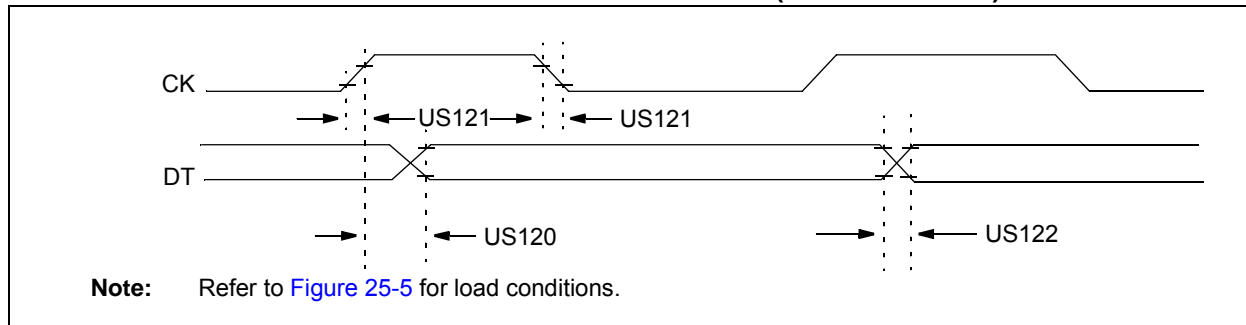 CK
US121
US121
DT
US120
US122
Note: Refer to Figure 25-5 for load conditions.